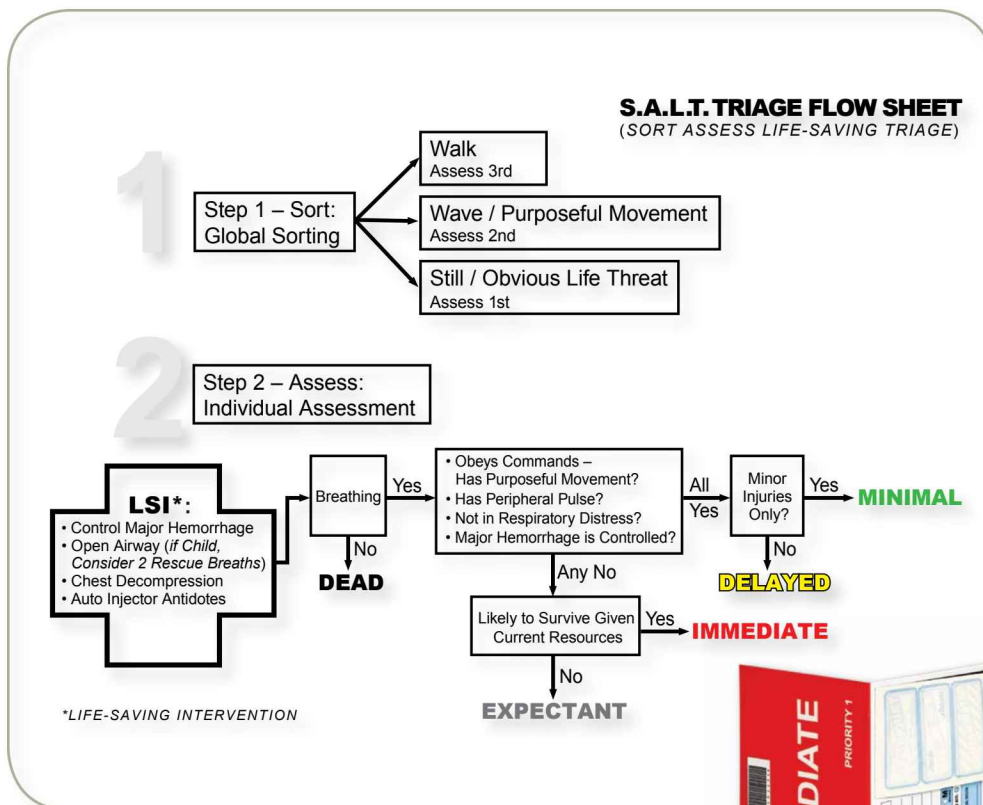 S.A.L.T. TRIAGE FLOW SHEET
(SORT ASSESS LIFE-SAVING TRIAGE)
1
Step 1 – Sort:
Global Sorting
Walk
Assess 3rd
Wave / Purposeful Movement
Assess 2nd
Still / Obvious Life Threat
Assess 1st
2
Step 2 – Assess:
Individual Assessment
LSI*:
• Control Major Hemorrhage
• Open Airway (if Child,
Consider 2 Rescue Breaths)
• Chest Decompression
• Auto Injector Antidotes
Breathing
Yes
No
DEAD
• Obeys Commands –
Has Purposeful Movement?
• Has Peripheral Pulse?
• Not in Respiratory Distress?
• Major Hemorrhage is Controlled?
All
Yes
Minor
Injuries
Only?
Yes
MINIMAL
No
DELAYED
Any No
Likely to Survive Given
Current Resources
Yes
IMMEDIATE
No
EXPECTANT
*LIFE-SAVING INTERVENTION
DIATE
PRIORITY 1